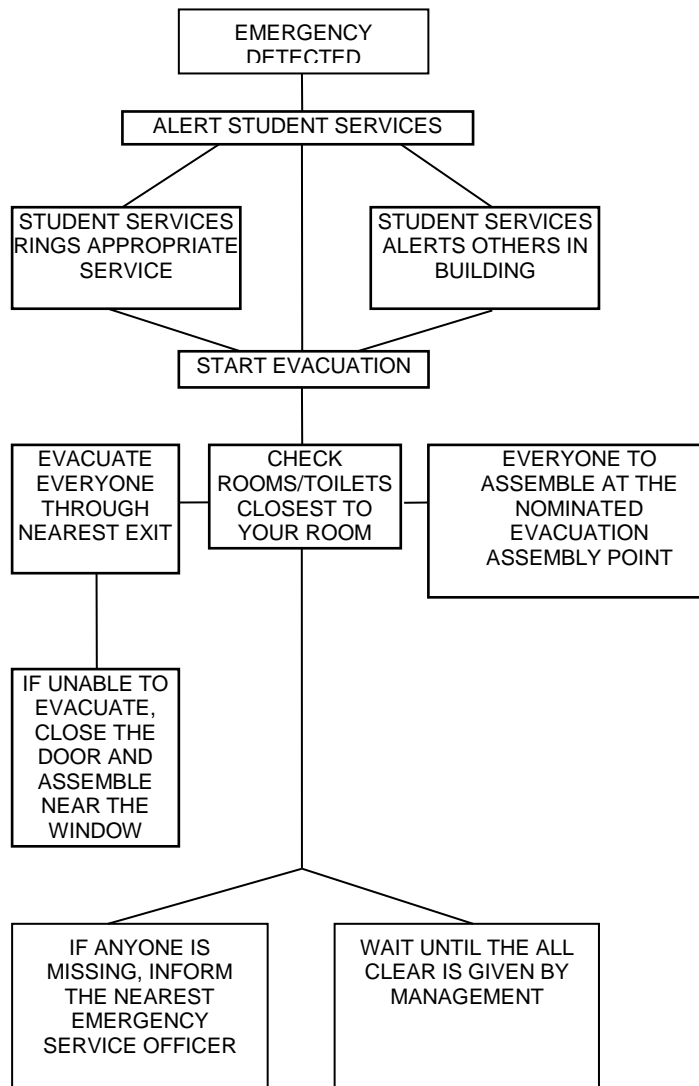 EMERGENCY
DETECTED
ALERT STUDENT SERVICES
STUDENT SERVICES
RINGS APPROPRIATE
SERVICE
STUDENT SERVICES
ALERTS OTHERS IN
BUILDING
START EVACUATION
EVACUATE
EVERYONE
THROUGH
NEAREST EXIT
CHECK
ROOMS/TOILETS
CLOSEST TO
YOUR ROOM
EVERYONE TO
ASSEMBLE AT THE
NOMINATED
EVACUATION
ASSEMBLY POINT
IF UNABLE TO
EVACUATE,
CLOSE THE
DOOR AND
ASSEMBLE
NEAR THE
WINDOW
IF ANYONE IS
MISSING, INFORM
THE NEAREST
EMERGENCY
SERVICE OFFICER
WAIT UNTIL THE ALL
CLEAR IS GIVEN BY
MANAGEMENT